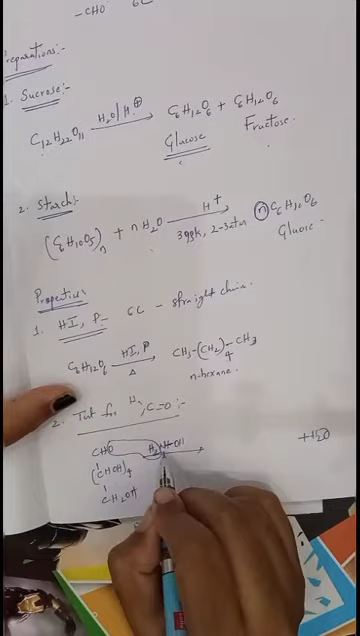 -CHO
Preparations:-
1. Sucrose:-
C12H22O11 H2O/H⊕ → C6H12O6 + C6H12O6
Glucose Fructose.
2. Starch:-
(C6H10O5)n + nH2O H+ → nC6H12O6
393K, 2-3atm Glucose
Properties:-
1. HI, P:- 6C - straight chain.
C6H12O6 HI, P → CH3-(CH2)4-CH3
Δ n-hexane.
2. Test for >C=O:-
CHO H2N-OH → +H2O
(CHOH)4
CH2OH